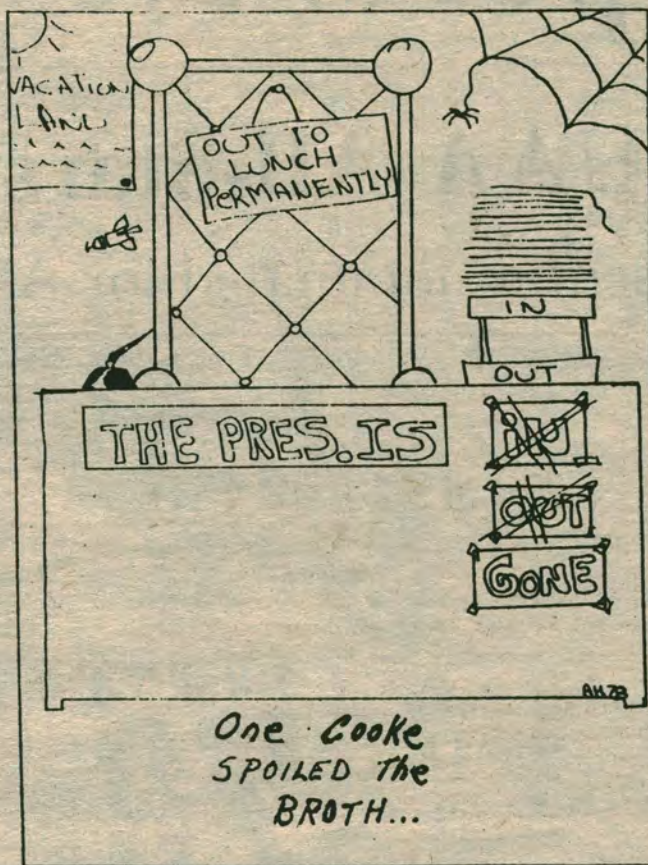 VACATION
LAND
OUT TO
LUNCH
PERMANENTLY
IN
OUT
THE PRES. IS
IN
OUT
GONE
AH 78
One Cooke
SPOILED The
BROTH...